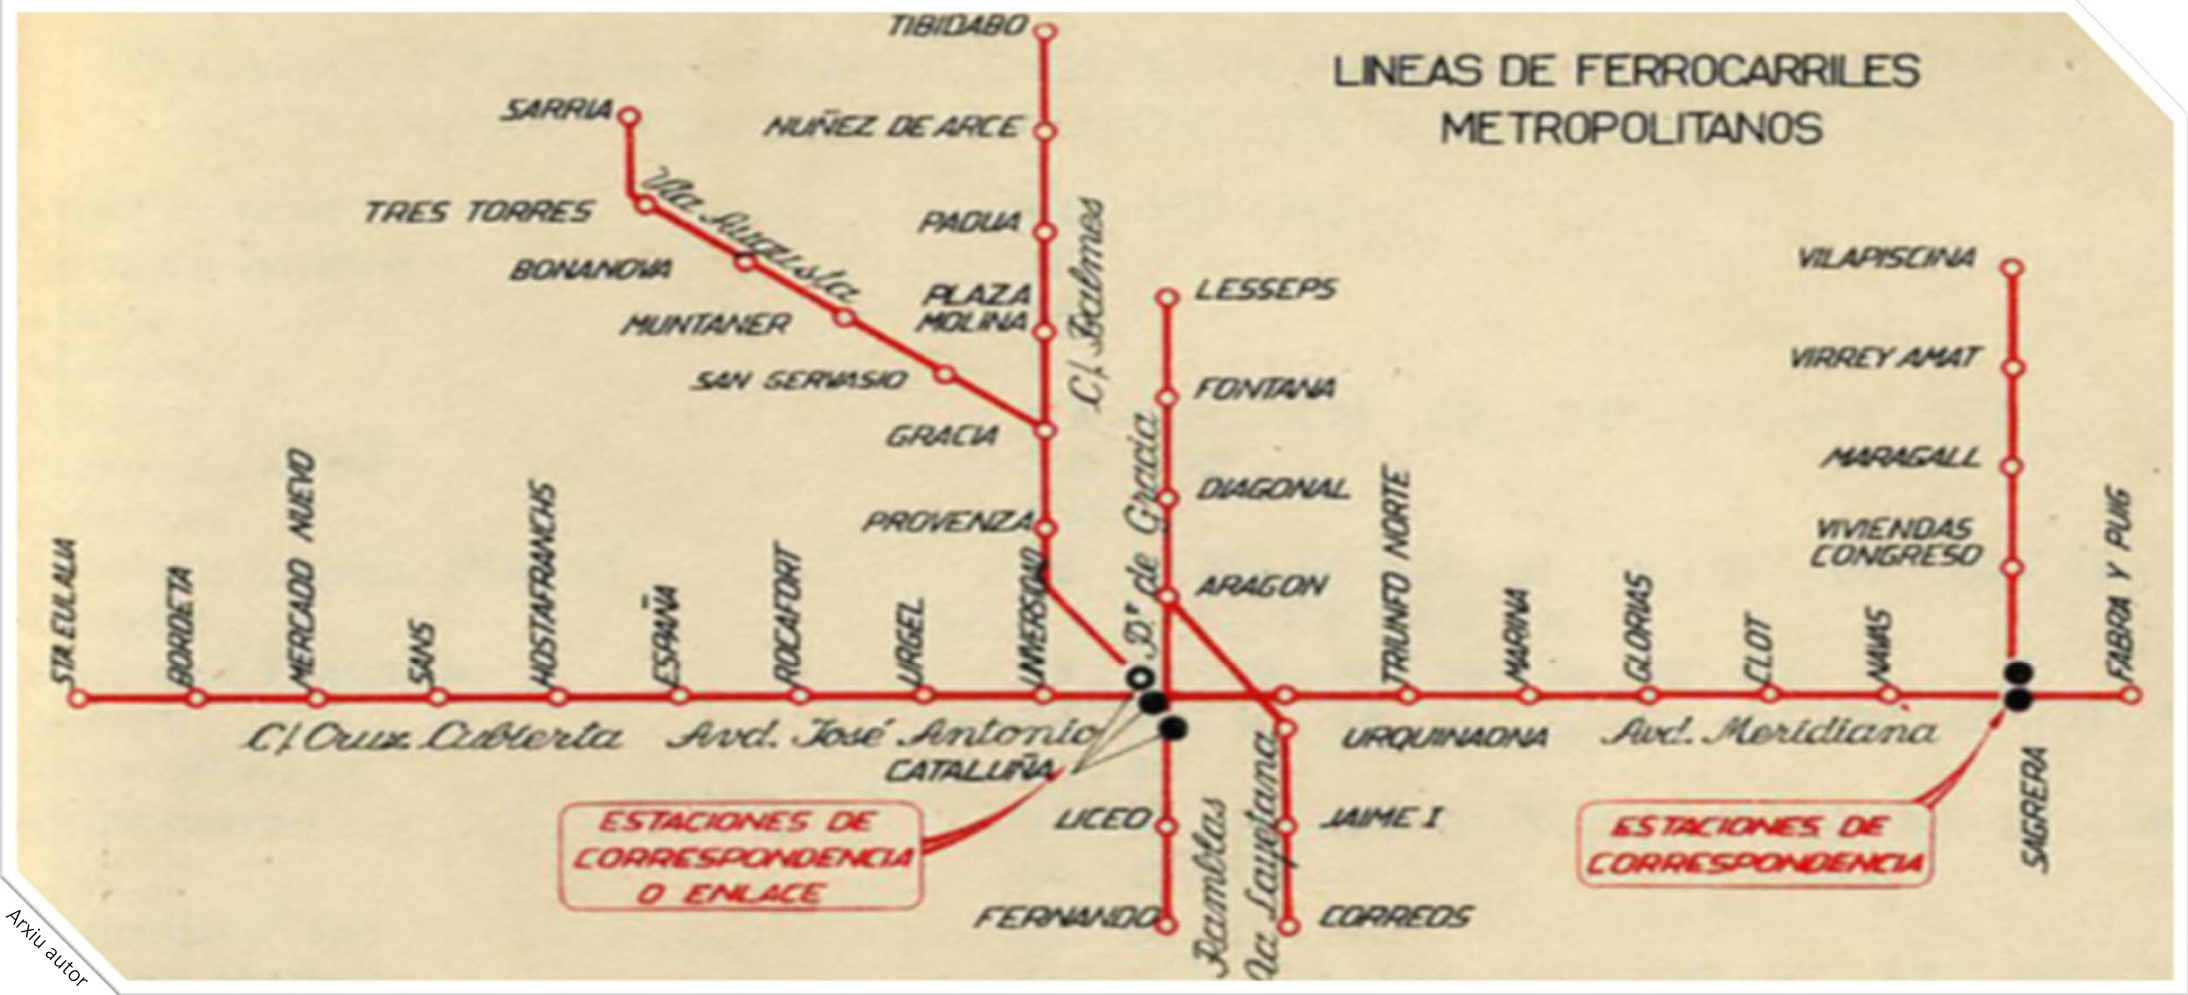 TIBIDABO
LINEAS DE FERROCARRILES
METROPOLITANOS
SARRIA
NUÑEZ DE ARCE
Vía Augusta
TRES TORRES
PADUA
C/. Balmes
BONANOVA
VILAPISCINA
PLAZA
MOLINA
LESSEPS
MUNTANER
VIRREY AMAT
SAN GERVASIO
FONTANA
GRACIA
Pº de Gracia
MARAGALL
DIAGONAL
PROVENZA
VIVIENDAS
CONGRESO
ARAGON
STA. EULALIA
BORDETA
MERCADO NUEVO
SANS
HOSTAFRANCHS
ESPAÑA
ROCAFORT
URGEL
UNIVERSIDAD
TRIUNFO NORTE
MARINA
GLORIAS
CLOT
NAVAS
FABRA Y PUIG
C/. Cruz Cubierta
Avd. José Antonio
URQUINAONA
Avd. Meridiana
CATALUÑA
SAGRERA
ESTACIONES DE
CORRESPONDENCIA
O ENLACE
LICEO
JAIME I
ESTACIONES DE
CORRESPONDENCIA
FERNANDO
Ramblas
Vía Layetana
CORREOS
Arxiu autor